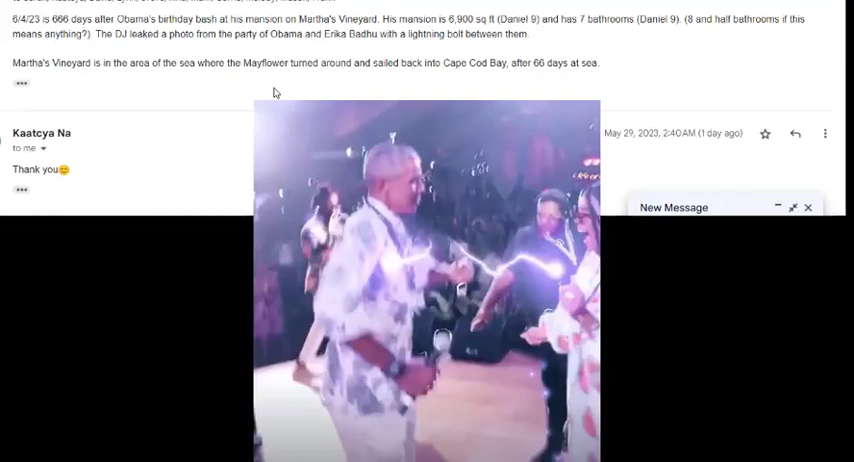 6/4/23 is 666 days after Obama's birthday bash at his mansion on Martha's Vineyard. His mansion is 6,900 sq ft (Daniel 9) and has 7 bathrooms (Daniel 9). (8 and half bathrooms if this
means anything?) The DJ leaked a photo from the party of Obama and Erika Badhu with a lightning bolt between them.
Martha's Vineyard is in the area of the sea where the Mayflower turned around and sailed back into Cape Cod Bay, after 66 days at sea.
Kaatcya Na
May 29, 2023, 2:40 AM (1 day ago)
to me
Thank you😊
New Message